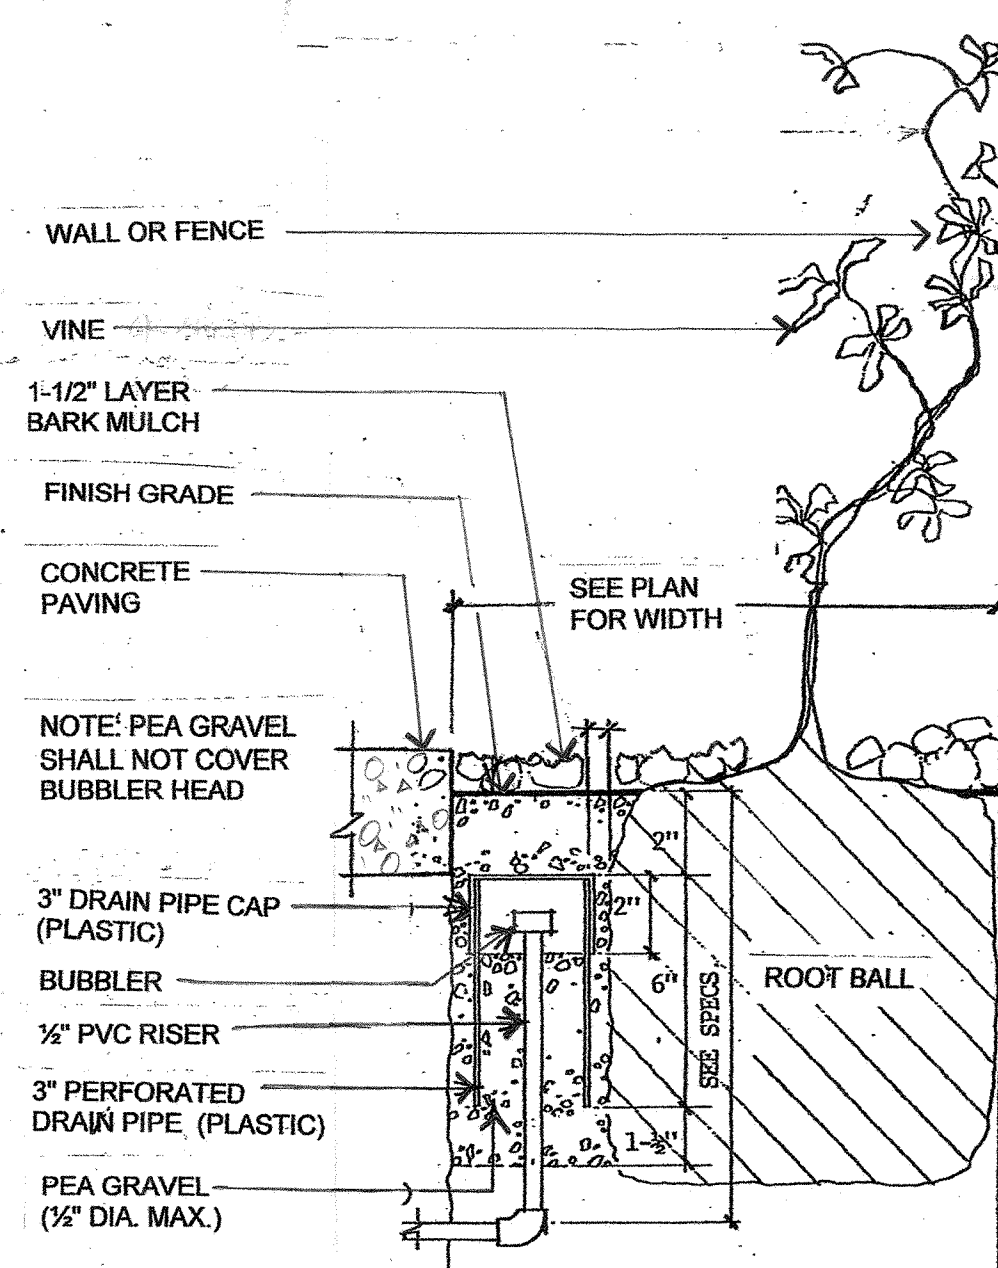 WALL OR FENCE
VINE
1-1/2" LAYER
BARK MULCH
FINISH GRADE
CONCRETE
PAVING
SEE PLAN
FOR WIDTH
NOTE: PEA GRAVEL
SHALL NOT COVER
BUBBLER HEAD
2"
3" DRAIN PIPE CAP
(PLASTIC)
2"
BUBBLER
6"
SEE SPECS
ROOT BALL
½" PVC RISER
3" PERFORATED
DRAIN PIPE (PLASTIC)
1-½"
PEA GRAVEL
(½" DIA. MAX.)